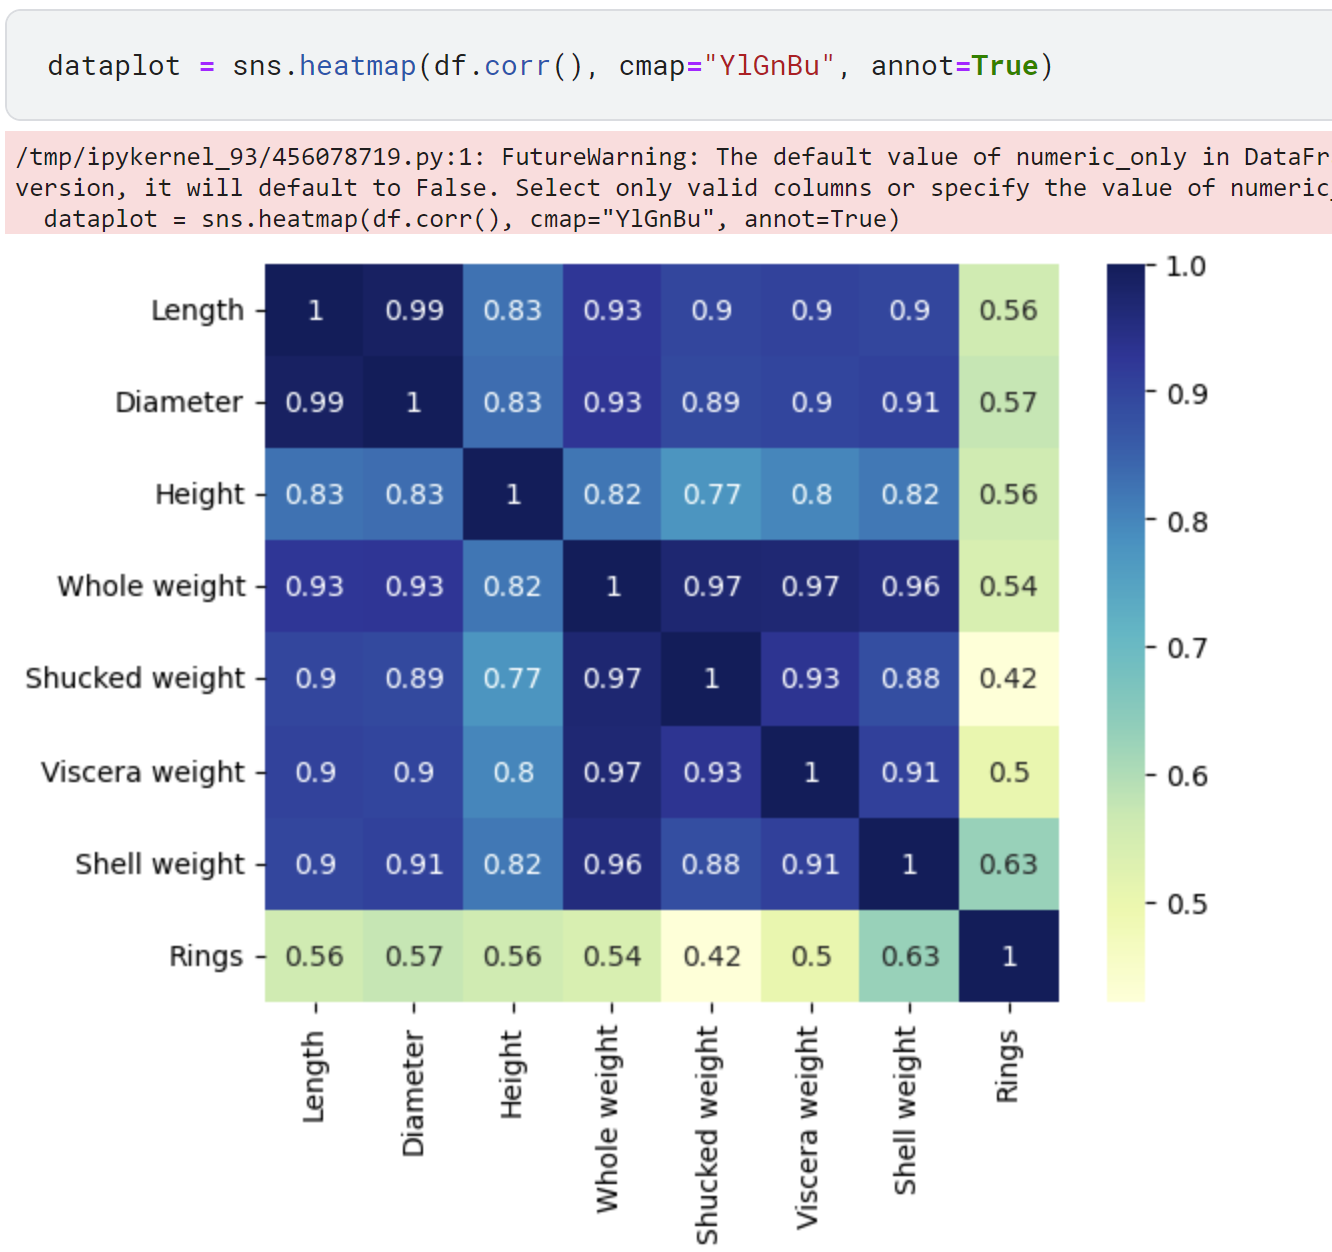 dataplot = sns.heatmap(df.corr(), cmap="YlGnBu", annot=True)
/tmp/ipykernel_93/456078719.py:1: FutureWarning: The default value of numeric_only in DataFr
version, it will default to False. Select only valid columns or specify the value of numeric_
dataplot = sns.heatmap(df.corr(), cmap="YlGnBu", annot=True)
Length 1 0.99 0.83 0.93 0.9 0.9 0.9 0.56
Diameter 0.99 1 0.83 0.93 0.89 0.9 0.91 0.57
Height 0.83 0.83 1 0.82 0.77 0.8 0.82 0.56
Whole weight 0.93 0.93 0.82 1 0.97 0.97 0.96 0.54
Shucked weight 0.9 0.89 0.77 0.97 1 0.93 0.88 0.42
Viscera weight 0.9 0.9 0.8 0.97 0.93 1 0.91 0.5
Shell weight 0.9 0.91 0.82 0.96 0.88 0.91 1 0.63
Rings 0.56 0.57 0.56 0.54 0.42 0.5 0.63 1
Length
Diameter
Height
Whole weight
Shucked weight
Viscera weight
Shell weight
Rings
1.0
0.9
0.8
0.7
0.6
0.5